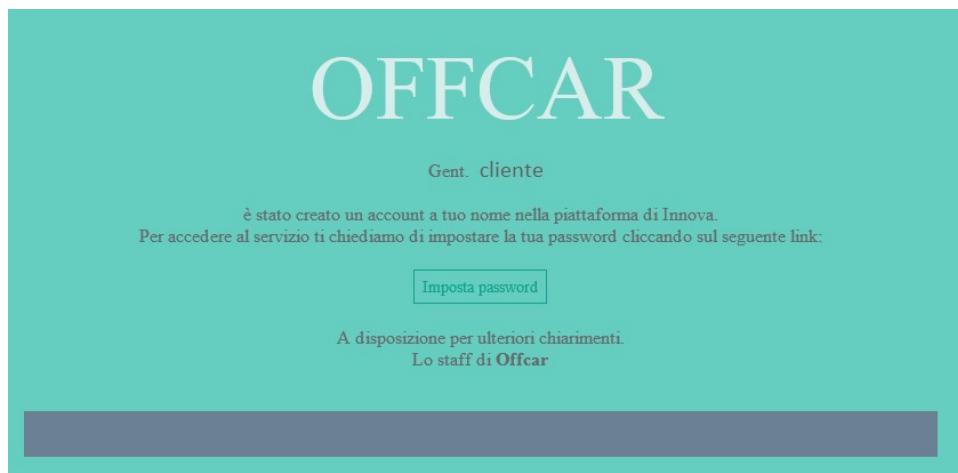 OFFCAR
Gent. cliente
è stato creato un account a tuo nome nella piattaforma di Innova.
Per accedere al servizio ti chiediamo di impostare la tua password cliccando sul seguente link:
Imposta password
A disposizione per ulteriori chiarimenti.
Lo staff di Offcar